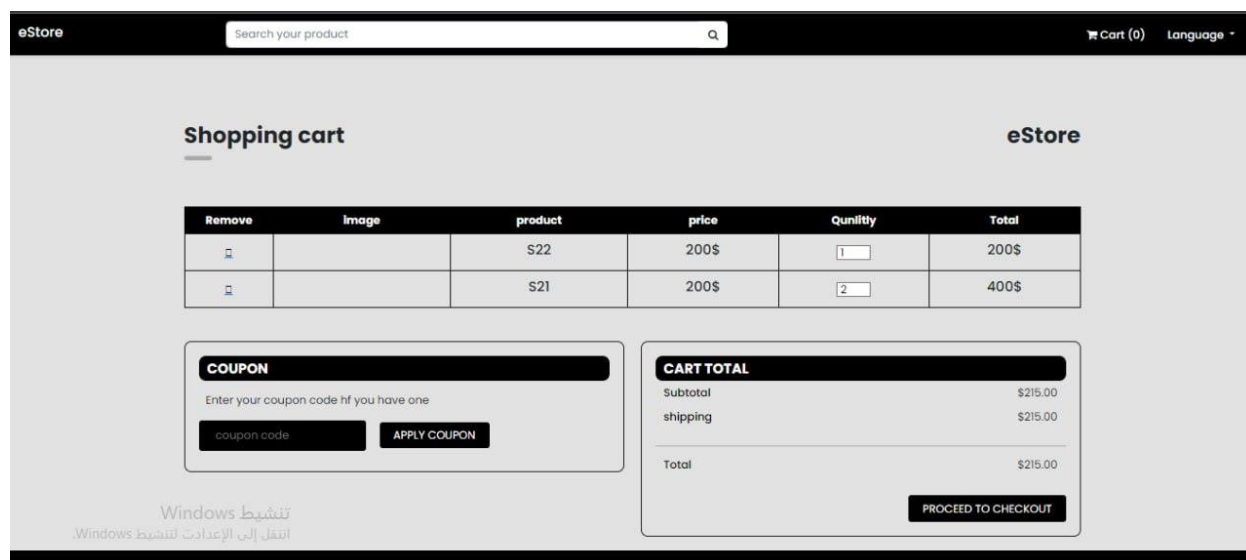 eStore Search your product Cart (0) Language
Shopping cart eStore
Remove image product price Qunlitly Total
S22 200$ 1 200$
S21 200$ 2 400$
COUPON
Enter your coupon code hf you have one
coupon code APPLY COUPON
CART TOTAL
Subtotal $215.00
shipping $215.00
Total $215.00
PROCEED TO CHECKOUT
تنشيط Windows
انتقل إلى الإعدادت لتنشيط Windows.